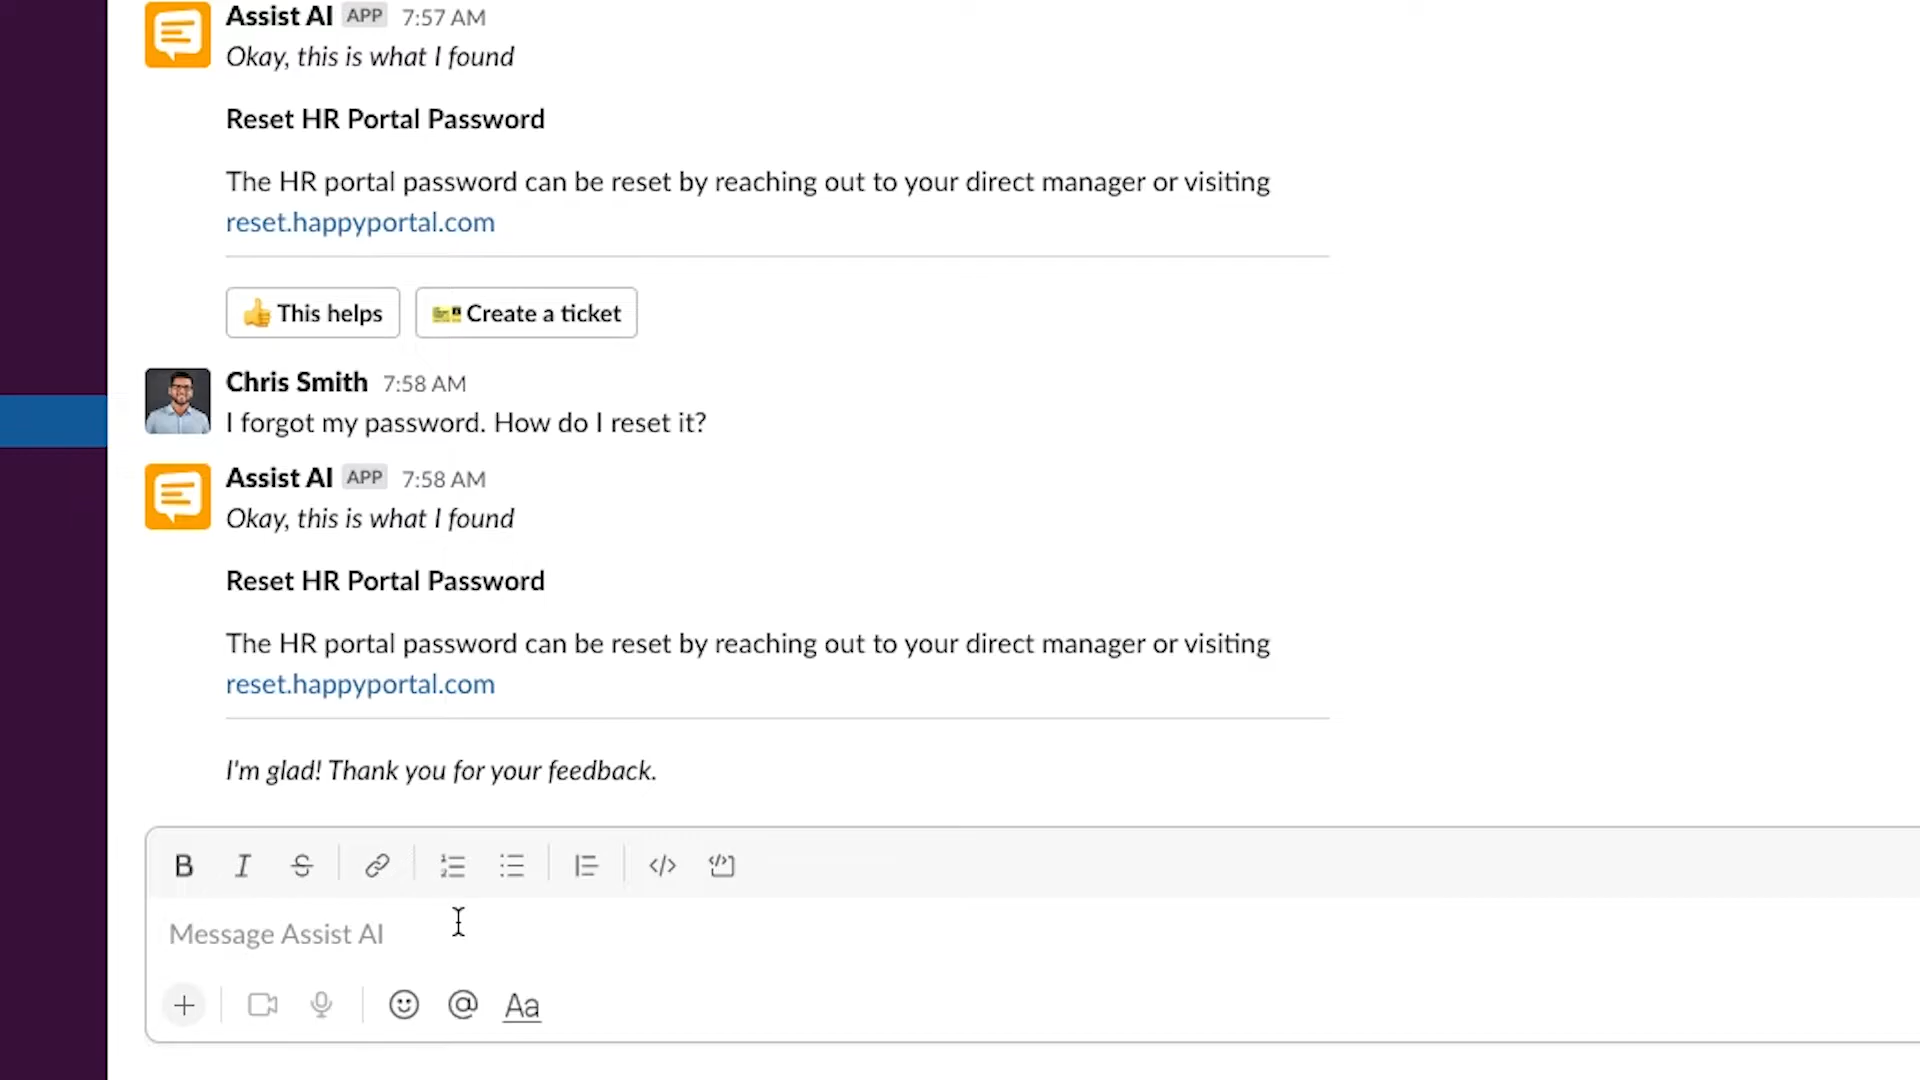 Assist AI APP 7:57 AM
Okay, this is what I found
Reset HR Portal Password
The HR portal password can be reset by reaching out to your direct manager or visiting
reset.happyportal.com
This helps Create a ticket
Chris Smith 7:58 AM
I forgot my password. How do I reset it?
Assist AI APP 7:58 AM
Okay, this is what I found
Reset HR Portal Password
The HR portal password can be reset by reaching out to your direct manager or visiting
reset.happyportal.com
I'm glad! Thank you for your feedback.
Message Assist AI
Aa